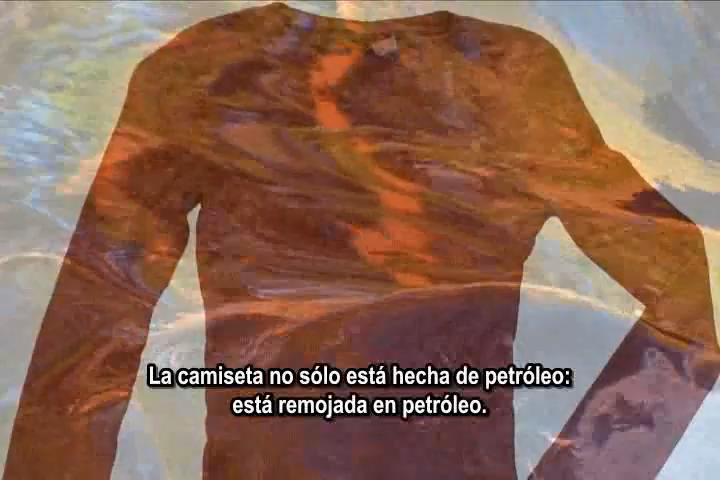 La camiseta no sólo está hecha de petróleo:
está remojada en petróleo.